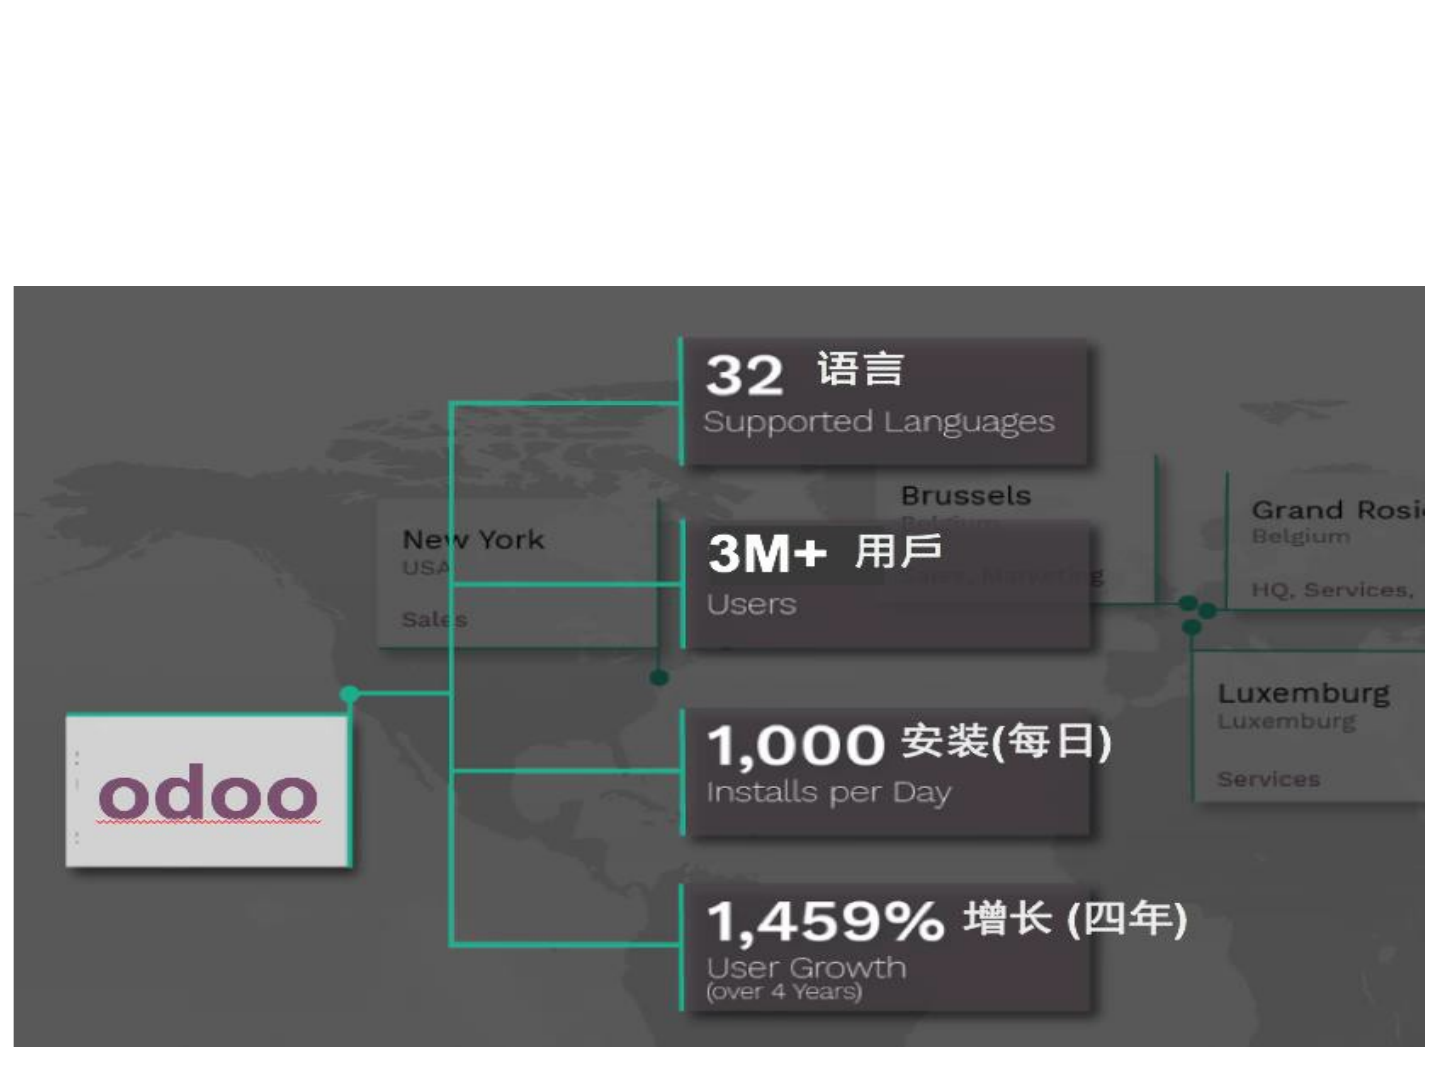 32 语言
Supported Languages
Brussels
Belgium
New York
USA
Sales
3M+ 用戶
Users
Sales, Marketing
Grand Rosi
Belgium
HQ, Services,
Luxemburg
Luxemburg
Services
odoo
1,000 安装(每日)
Installs per Day
1,459% 增长 (四年)
User Growth
(over 4 Years)